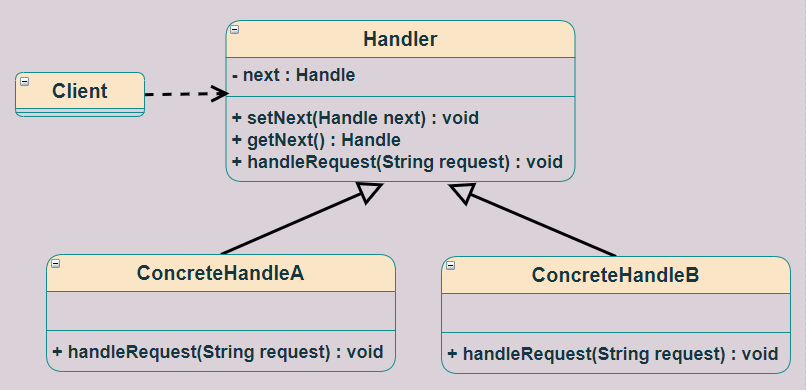 Handler
- next : Handle
Client
+ setNext(Handle next) : void
+ getNext() : Handle
+ handleRequest(String request) : void
ConcreteHandleA
+ handleRequest(String request) : void
ConcreteHandleB
+ handleRequest(String request) : void